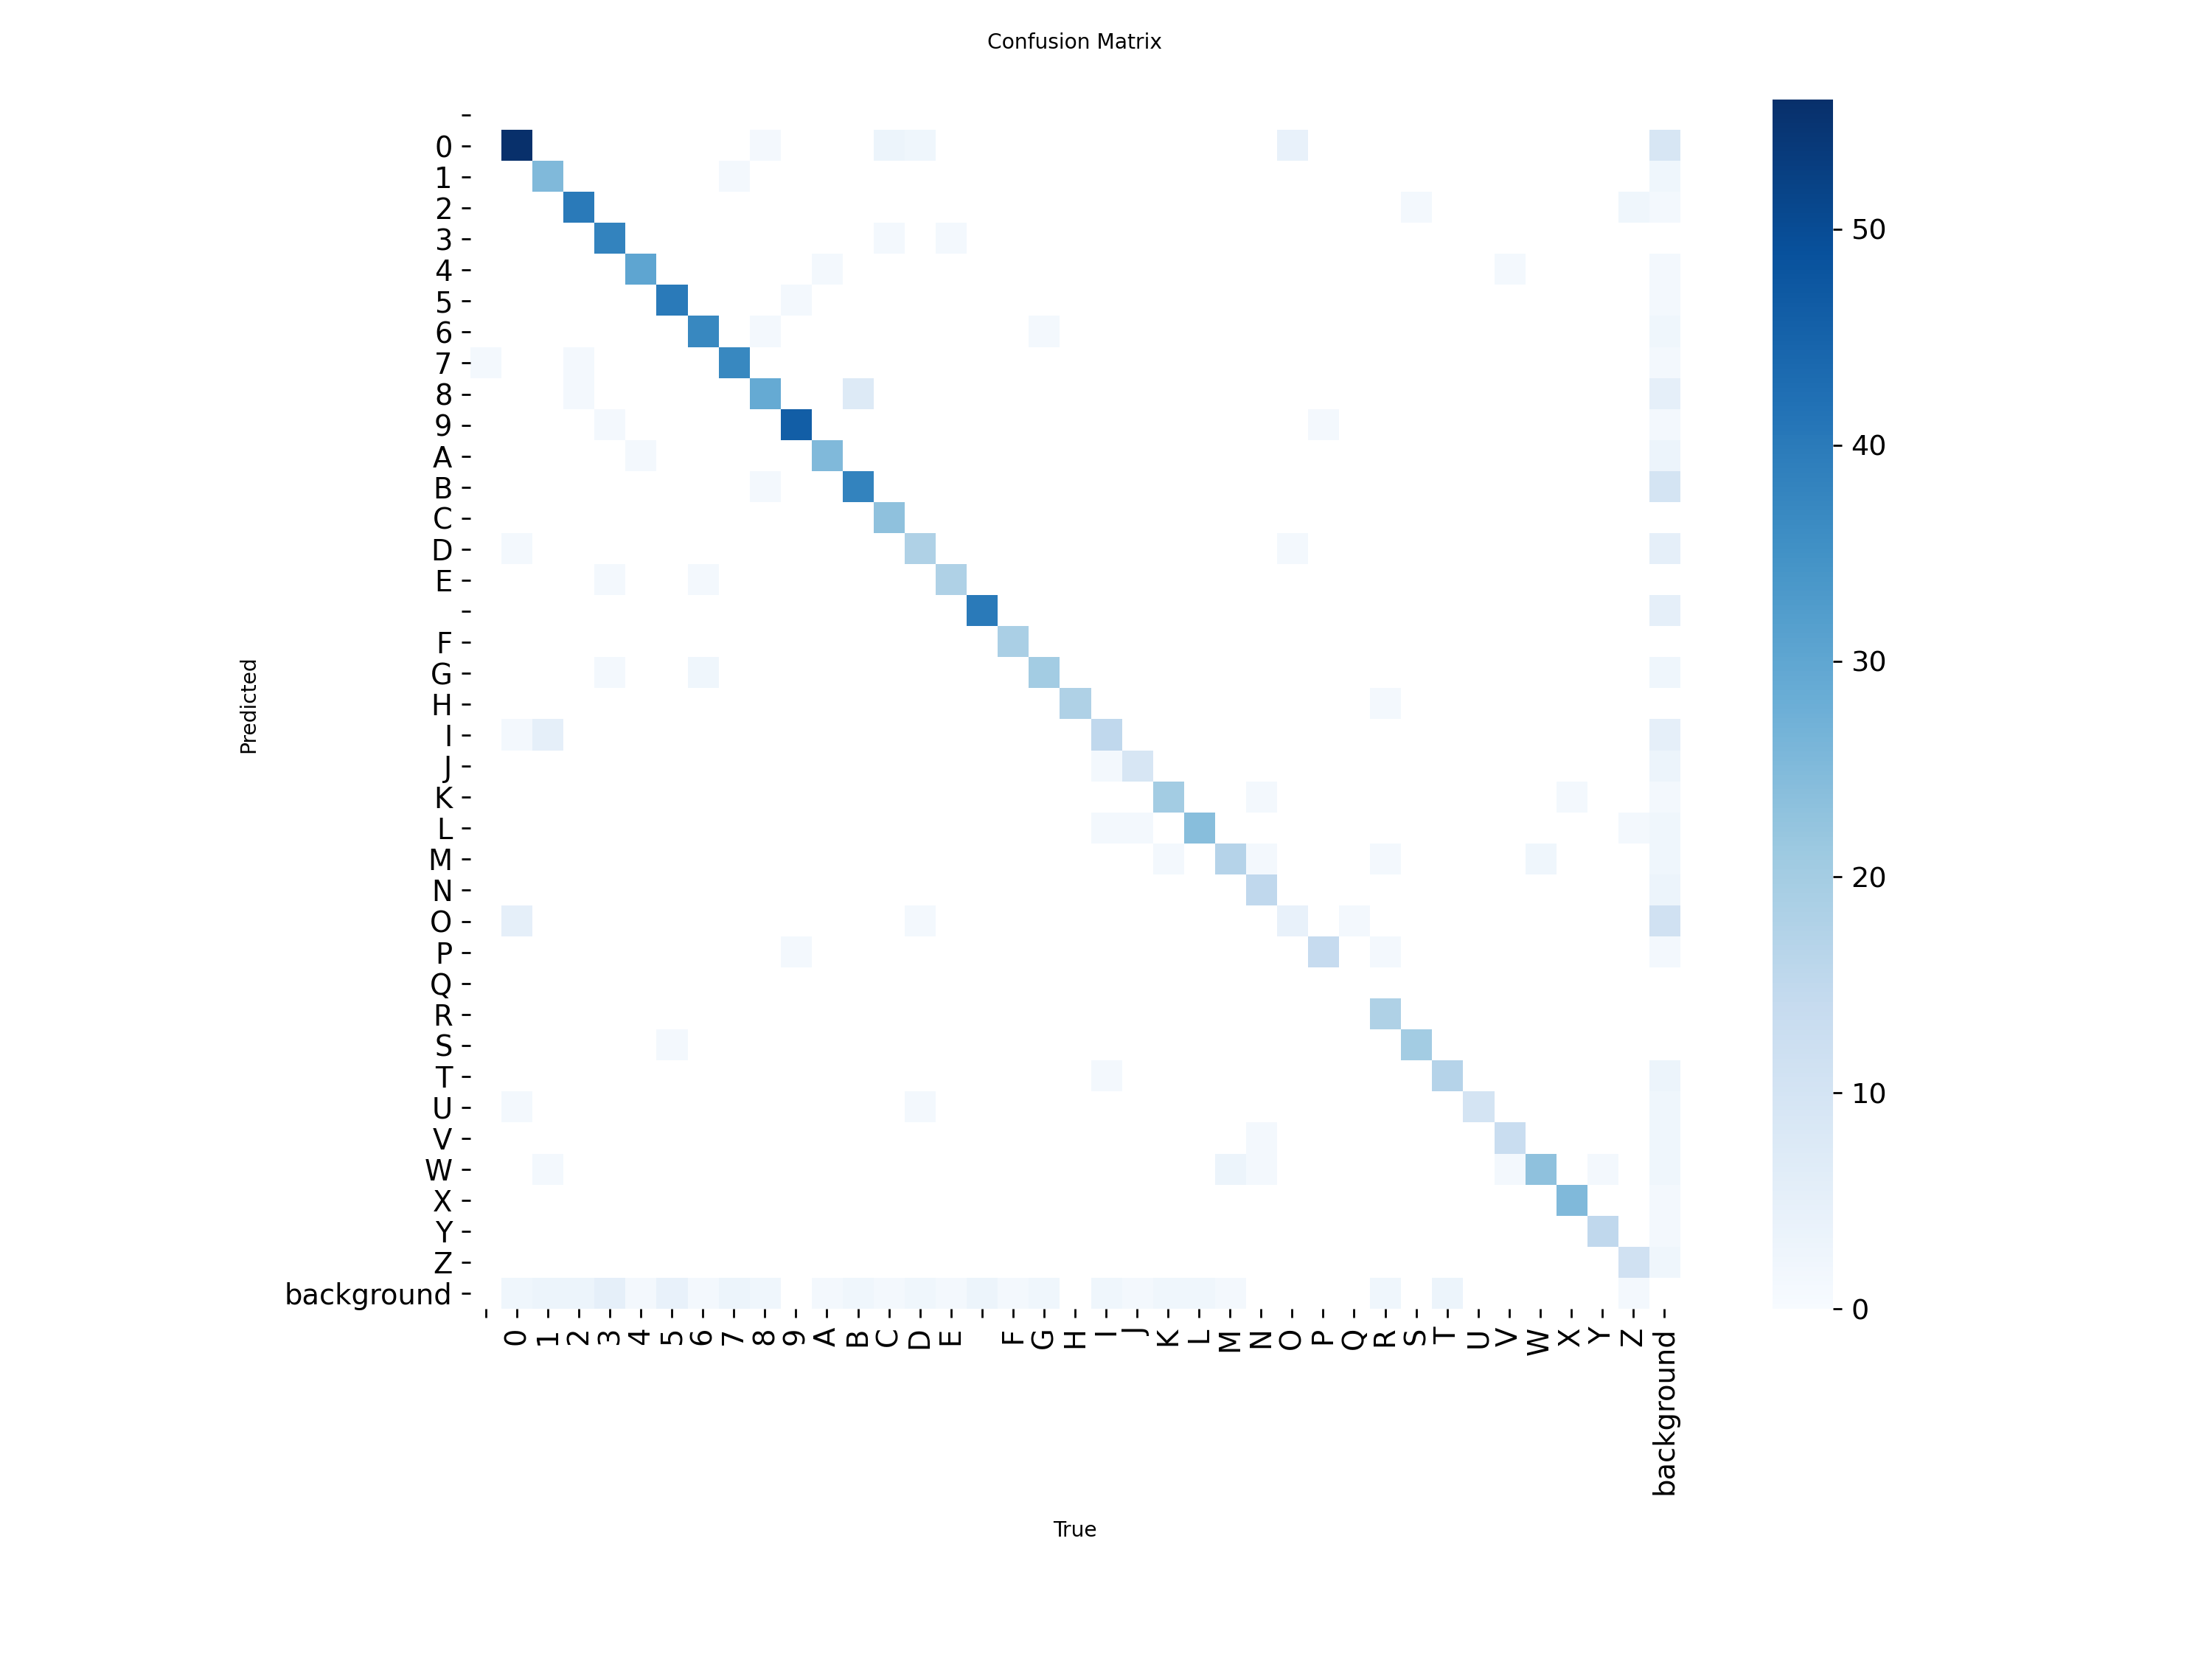 Confusion Matrix
0
1
2
3
4
5
6
7
8
9
A
B
C
D
E
F
G
H
I
J
K
L
M
N
O
P
Q
R
S
T
U
V
W
X
Y
Z
background
Predicted
0 1 2 3 4 5 6 7 8 9 A B C D E F G H I J K L M N O P Q R S T U V W X Y Z background
True
50
40
30
20
10
0